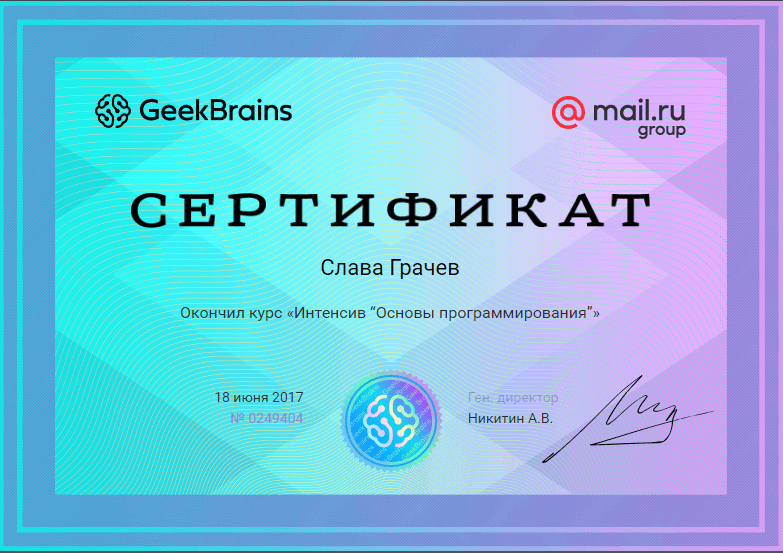 GeekBrains
@mail.ru
group
СЕРТИФИКАТ
Слава Грачев
Окончил курс «Интенсив “Основы программирования”»
18 июня 2017
№ 0249404
Ген. директор
Никитин А.В.